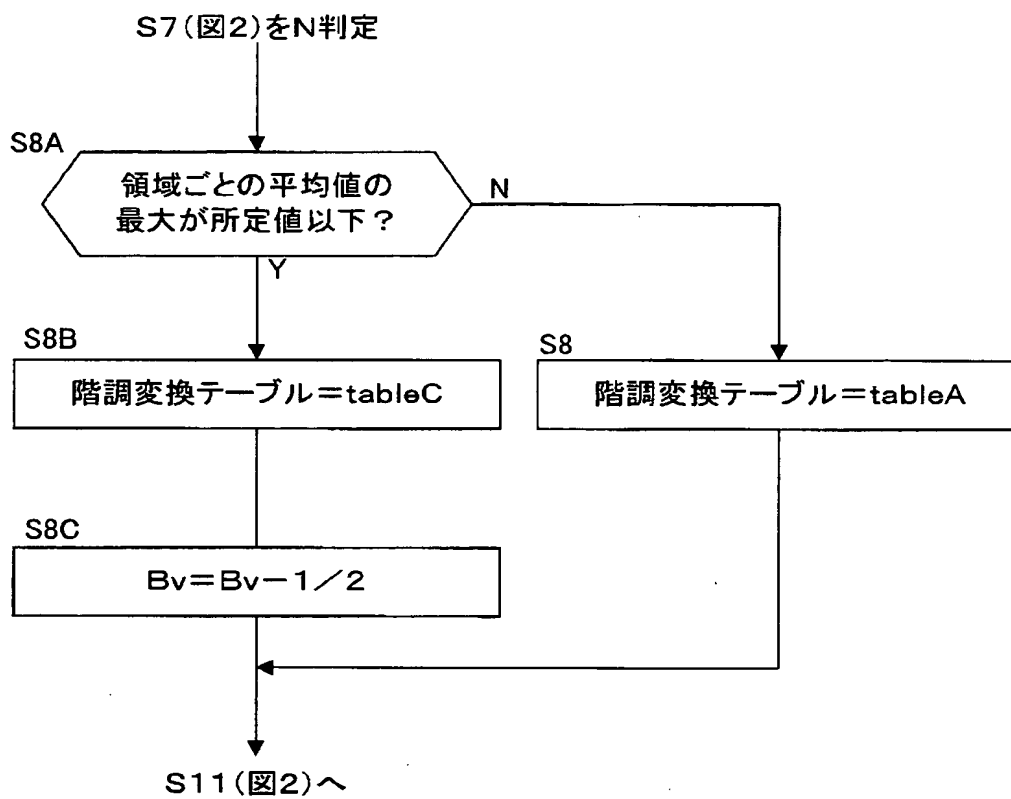 S7(図2)をN判定
S8A
領域ごとの平均値の
最大が所定値以下?
N
Y
S8B
階調変換テーブル=tableC
S8
階調変換テーブル=tableA
S8C
Bv=Bv-1/2
S11(図2)へ